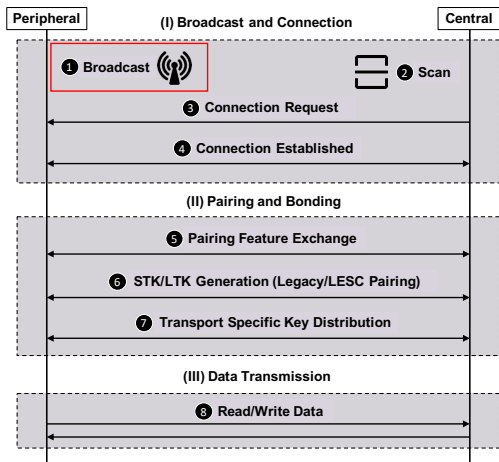 Peripheral
(I) Broadcast and Connection
Central
1 Broadcast
2 Scan
3 Connection Request
4 Connection Established
(II) Pairing and Bonding
5 Pairing Feature Exchange
6 STK/LTK Generation (Legacy/LESC Pairing)
7 Transport Specific Key Distribution
(III) Data Transmission
8 Read/Write Data